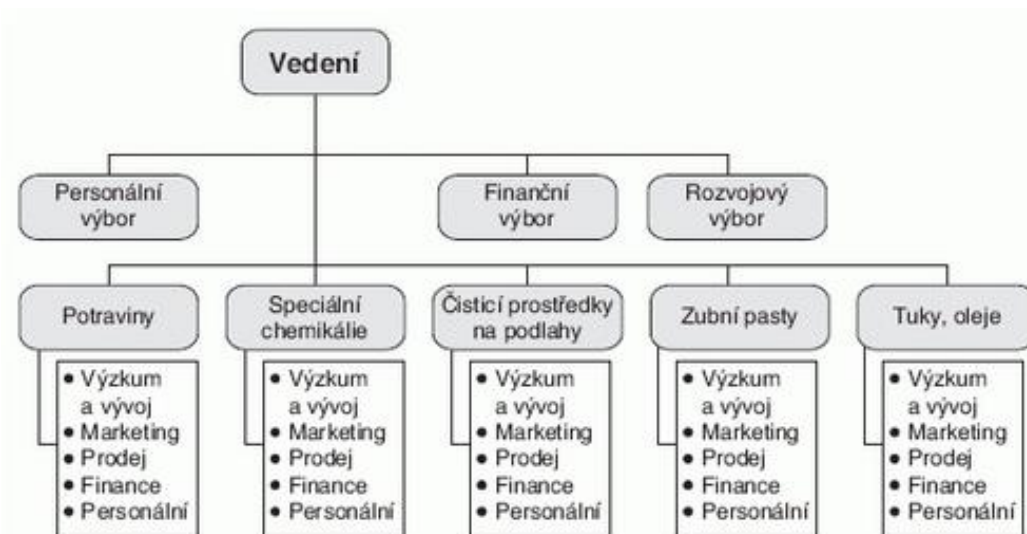 Vedení
Personální
výbor
Finanční
výbor
Rozvojový
výbor
Potraviny
Speciální
chemikálie
Čisticí prostředky
na podlahy
Zubní pasty
Tuky, oleje
• Výzkum
a vývoj
• Marketing
• Prodej
• Finance
• Personální
• Výzkum
a vývoj
• Marketing
• Prodej
• Finance
• Personální
• Výzkum
a vývoj
• Marketing
• Prodej
• Finance
• Personální
• Výzkum
a vývoj
• Marketing
• Prodej
• Finance
• Personální
• Výzkum
a vývoj
• Marketing
• Prodej
• Finance
• Personální